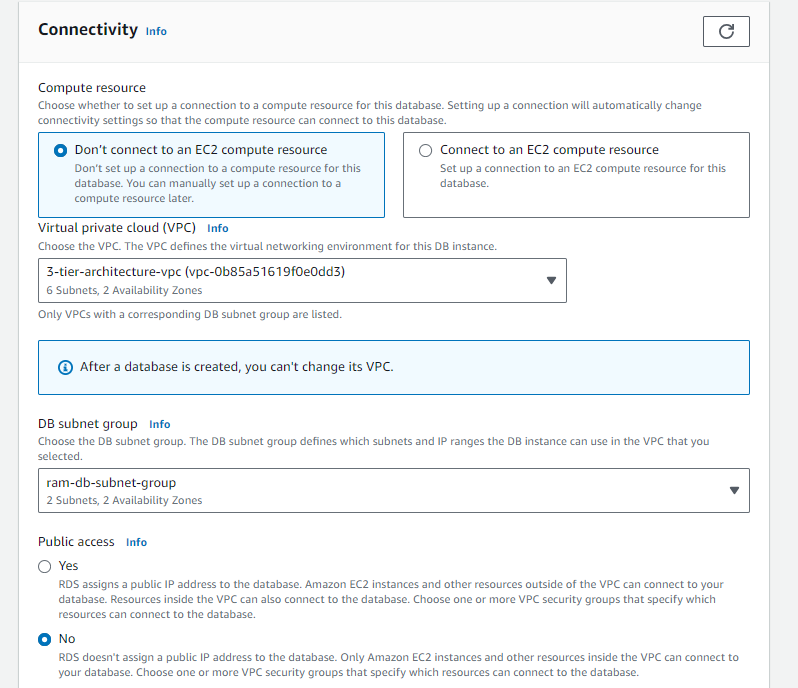 Connectivity Info
Compute resource
Choose whether to set up a connection to a compute resource for this database. Setting up a connection will automatically change
connectivity settings so that the compute resource can connect to this database.
Don't connect to an EC2 compute resource
Don't set up a connection to a compute resource for this
database. You can manually set up a connection to a
compute resource later.
Connect to an EC2 compute resource
Set up a connection to an EC2 compute resource for this
database.
Virtual private cloud (VPC) Info
Choose the VPC. The VPC defines the virtual networking environment for this DB instance.
3-tier-architecture-vpc (vpc-0b85a51619f0e0dd3)
6 Subnets, 2 Availability Zones
Only VPCs with a corresponding DB subnet group are listed.
After a database is created, you can't change its VPC.
DB subnet group Info
Choose the DB subnet group. The DB subnet group defines which subnets and IP ranges the DB instance can use in the VPC that you
selected.
ram-db-subnet-group
2 Subnets, 2 Availability Zones
Public access Info
Yes
RDS assigns a public IP address to the database. Amazon EC2 instances and other resources outside of the VPC can connect to your
database. Resources inside the VPC can also connect to the database. Choose one or more VPC security groups that specify which
resources can connect to the database.
No
RDS doesn't assign a public IP address to the database. Only Amazon EC2 instances and other resources inside the VPC can connect to
your database. Choose one or more VPC security groups that specify which resources can connect to the database.